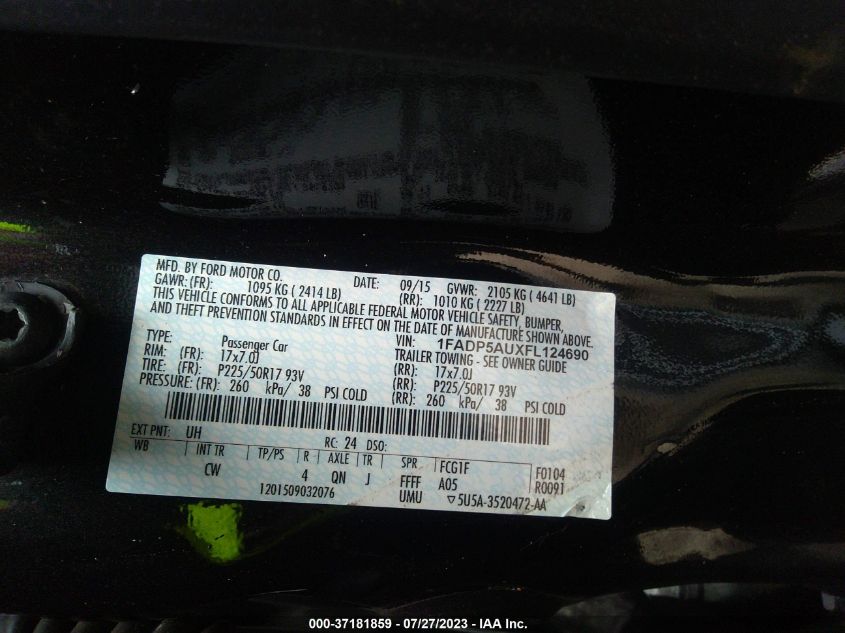 MFD. BY FORD MOTOR CO. DATE: 09/15 GVWR: 2105 KG ( 4641 LB)
GAWR:(FR): 1095 KG ( 2414 LB) (RR): 1010 KG ( 2227 LB)
THIS VEHICLE CONFORMS TO ALL APPLICABLE FEDERAL MOTOR VEHICLE SAFETY, BUMPER,
AND THEFT PREVENTION STANDARDS IN EFFECT ON THE DATE OF MANUFACTURE SHOWN ABOVE.
VIN: 1FADP5AUXFL124690
TYPE: Passenger Car TRAILER TOWING - SEE OWNER GUIDE
RIM: (FR): 17x7.0J (RR): 17x7.0J
TIRE: (FR): P225/50R17 93V (RR): P225/50R17 93V
PRESSURE: (FR): 260 kPa/ 38 PSI COLD (RR): 260 kPa/ 38 PSI COLD
EXT PNT: UH RC: 24 DSO:
WB INT TR TP/PS R AXLE TR SPR FCG1F F0104
CW 4 QN J FFFF A05 R0091
1201509032076 UMU ▽5U5A-3520472-AA
000-37181859 / 07/27/2023 - IAA Inc.